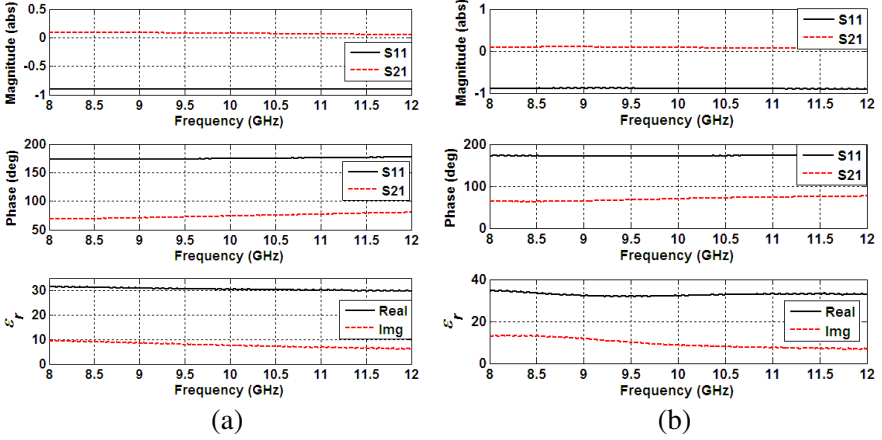 Magnitude (abs)
0.5
0
-0.5
-1
S11
S21
8 8.5 9 9.5 10 10.5 11 11.5 12
Frequency (GHz)
Phase (deg)
200
150
100
50
S11
S21
8 8.5 9 9.5 10 10.5 11 11.5 12
Frequency (GHz)
εr
30
20
10
0
Real
Img
8 8.5 9 9.5 10 10.5 11 11.5 12
Frequency (GHz)
(a)
Magnitude (abs)
1
0
-1
S11
S21
8 8.5 9 9.5 10 10.5 11 11.5 12
Frequency (GHz)
Phase (deg)
200
100
0
S11
S21
8 8.5 9 9.5 10 10.5 11 11.5 12
Frequency (GHz)
εr
40
20
0
Real
Img
8 8.5 9 9.5 10 10.5 11 11.5 12
Frequency (GHz)
(b)